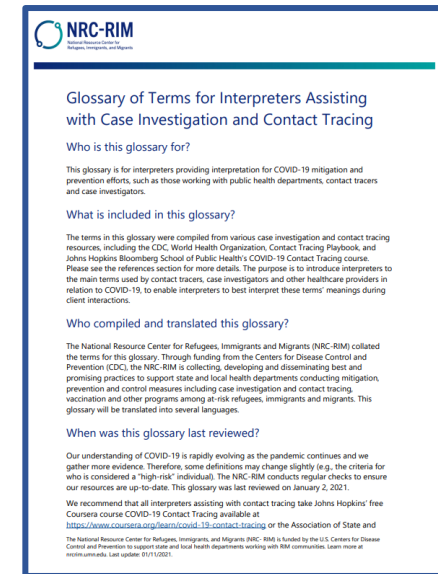 NRC-RIM
National Resource Center for
Refugees, Immigrants, and Migrants
Glossary of Terms for Interpreters Assisting
with Case Investigation and Contact Tracing
Who is this glossary for?
This glossary is for interpreters providing interpretation for COVID-19 mitigation and
prevention efforts, such as those working with public health departments, contact tracers
and case investigators.
What is included in this glossary?
The terms in this glossary were compiled from various case investigation and contact tracing
resources, including the CDC, World Health Organization, Contact Tracing Playbook, and
Johns Hopkins Bloomberg School of Public Health's COVID-19 Contact Tracing course.
Please see the references section for more details. The purpose is to introduce interpreters to
the main terms used by contact tracers, case investigators and other healthcare providers in
relation to COVID-19, to enable interpreters to best interpret these terms' meanings during
client interactions.
Who compiled and translated this glossary?
The National Resource Center for Refugees, Immigrants and Migrants (NRC-RIM) collated
the terms for this glossary. Through funding from the Centers for Disease Control and
Prevention (CDC), the NRC-RIM is collecting, developing and disseminating best and
promising practices to support state and local health departments conducting mitigation,
prevention and control measures including case investigation and contact tracing,
vaccination and other programs among at-risk refugees, immigrants and migrants. This
glossary will be translated into several languages.
When was this glossary last reviewed?
Our understanding of COVID-19 is rapidly evolving as the pandemic continues and we
gather more evidence. Therefore, some definitions may change slightly (e.g., the criteria for
who is considered a "high-risk" individual). The NRC-RIM conducts regular checks to ensure
our resources are up-to-date. This glossary was last reviewed on January 2, 2021.
We recommend that all interpreters assisting with contact tracing take Johns Hopkins' free
Coursera course COVID-19 Contact Tracing available at
https://www.coursera.org/learn/covid-19-contact-tracing or the Association of State and
The National Resource Center for Refugees, Immigrants, and Migrants (NRC- RIM) is funded by the U.S. Centers for Disease
Control and Prevention to support state and local health departments working with RIM communities. Learn more at
nrcrim.umn.edu. Last update: 01/11/2021.